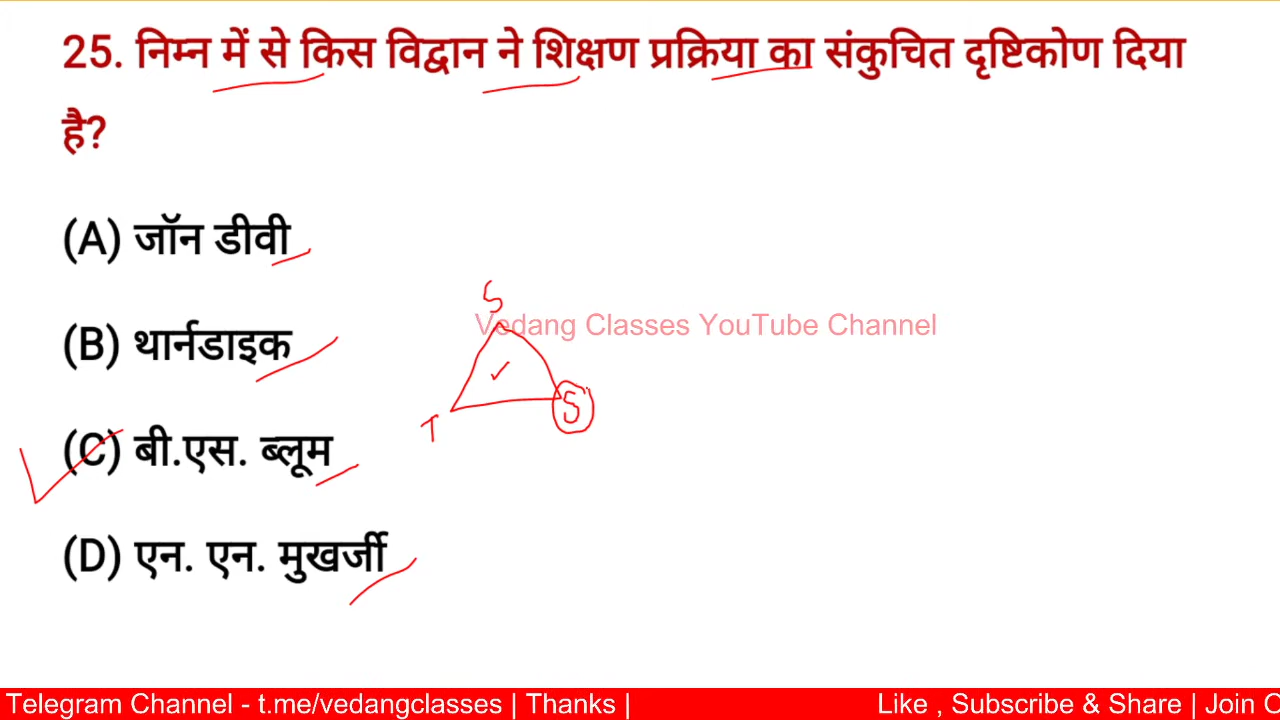 25. निम्न में से किस विद्वान ने शिक्षण प्रक्रिया का संकुचित दृष्टिकोण दिया
है?
(A) जॉन डीवी
S
Vedang Classes YouTube Channel
(B) थार्नडाइक
S
T
(C) बी.एस. ब्लूम
(D) एन. एन. मुखर्जी
Telegram Channel - t.me/vedangclasses | Thanks | Like , Subscribe & Share | Join